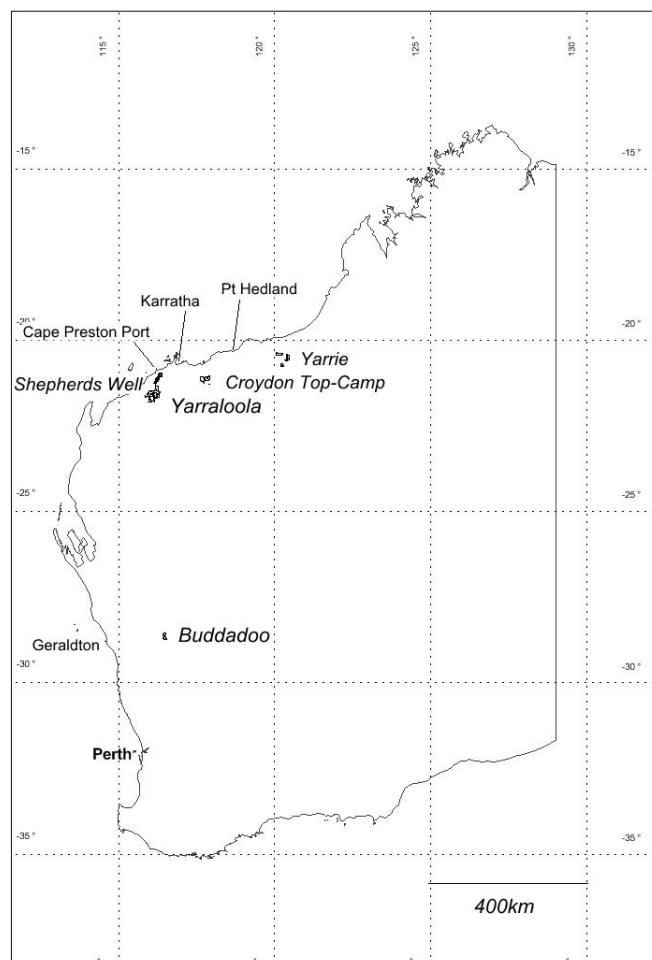 115°
120°
125°
130°
-15°
-15°
Pt Hedland
Karratha
-20°
-20°
Cape Preston Port
Yarrie
Shepherds Well
Croydon Top-Camp
Yarraloola
-25°
-25°
Buddadoo
Geraldton
-30°
-30°
Perth
-35°
-35°
400km